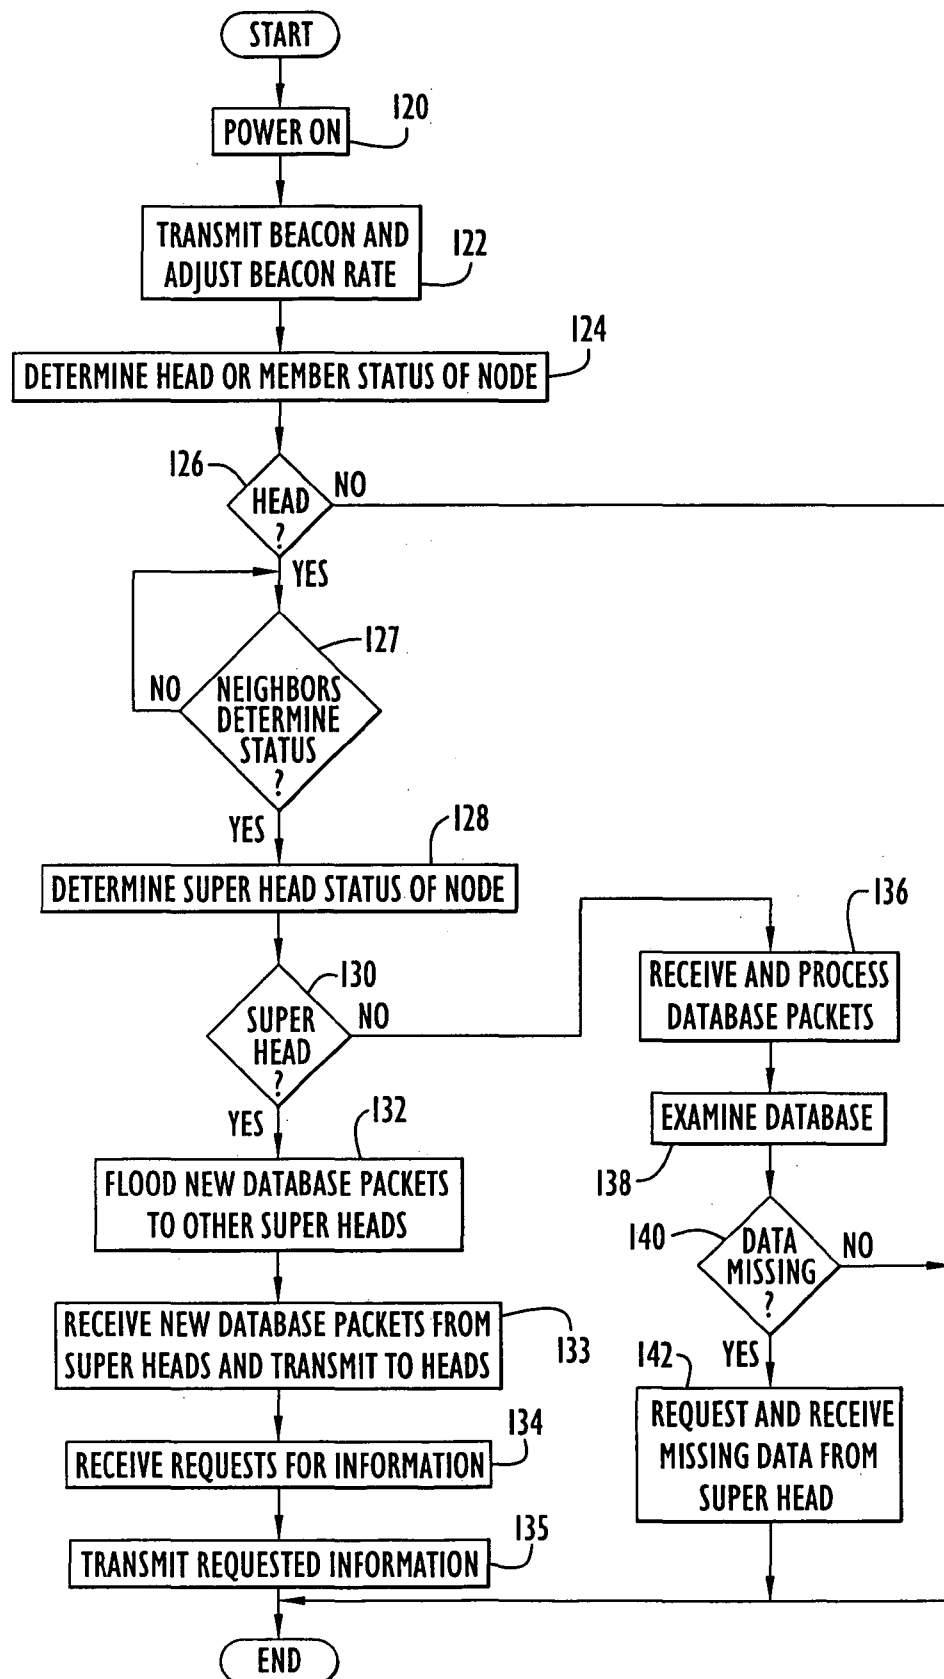 START
120
POWER ON
TRANSMIT BEACON AND
ADJUST BEACON RATE
122
124
DETERMINE HEAD OR MEMBER STATUS OF NODE
126
HEAD
?
NO
YES
127
NO
NEIGHBORS
DETERMINE
STATUS
?
YES
128
DETERMINE SUPER HEAD STATUS OF NODE
130
SUPER
HEAD
?
NO
YES
132
FLOOD NEW DATABASE PACKETS
TO OTHER SUPER HEADS
RECEIVE NEW DATABASE PACKETS FROM
SUPER HEADS AND TRANSMIT TO HEADS
133
134
RECEIVE REQUESTS FOR INFORMATION
135
TRANSMIT REQUESTED INFORMATION
136
RECEIVE AND PROCESS
DATABASE PACKETS
EXAMINE DATABASE
138
140
DATA
MISSING
?
NO
YES
142
REQUEST AND RECEIVE
MISSING DATA FROM
SUPER HEAD
END